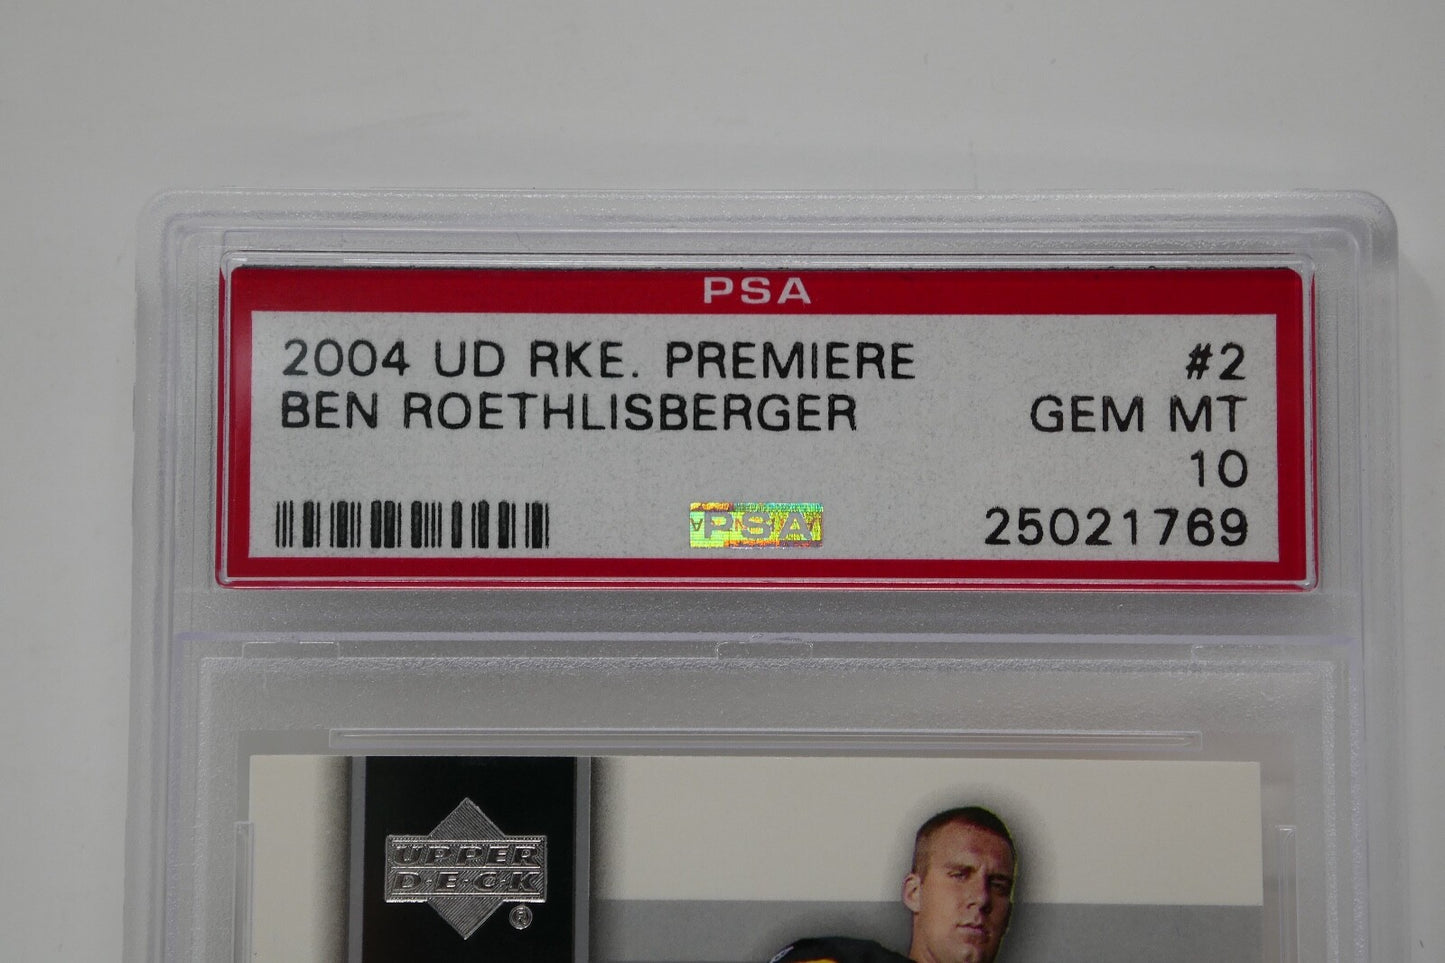 PSA
2004 UD RKE. PREMIERE #2
BEN ROETHLISBERGER GEM MT
10
PSA 25021769
UPPER
D·E·C·K
®